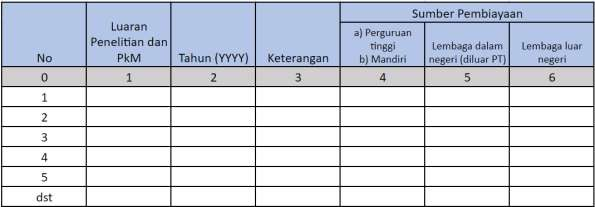 Sumber Pembiayaan
No
Luaran
Penelitian dan
PkM
Tahun (YYYY)
Keterangan
a) Perguruan
tinggi
b) Mandiri
Lembaga dalam
negeri (diluar PT)
Lembaga luar
negeri
0 1 2 3 4 5 6
1
2
3
4
5
dst